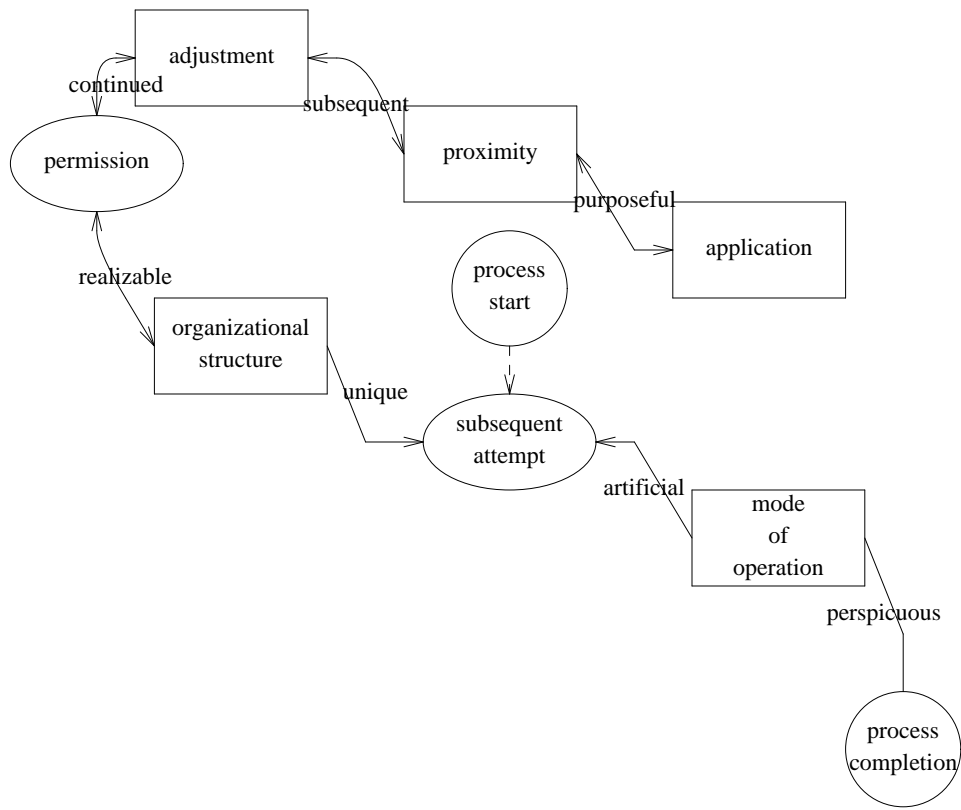 adjustment
continued
subsequent
permission
proximity
purposeful
application
process
start
realizable
organizational
structure
unique
subsequent
attempt
artificial
mode
of
operation
perspicuous
process
completion